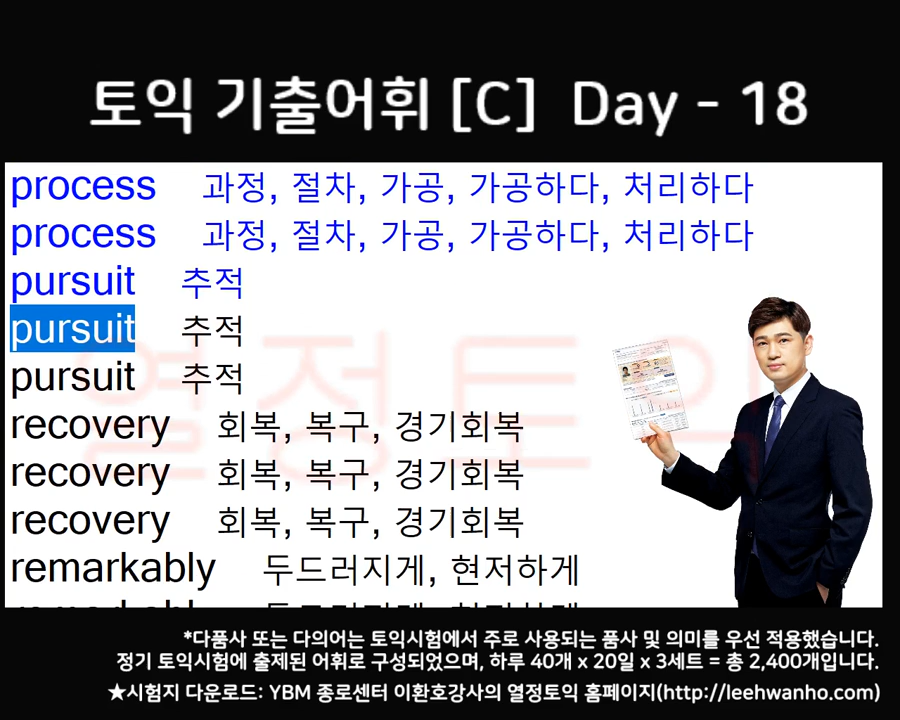 토익 기출어휘 [C] Day - 18
process 과정, 절차, 가공, 가공하다, 처리하다
process 과정, 절차, 가공, 가공하다, 처리하다
pursuit 추적
pursuit 추적
pursuit 추적
recovery 회복, 복구, 경기회복
recovery 회복, 복구, 경기회복
recovery 회복, 복구, 경기회복
remarkably 두드러지게, 현저하게
열정토익
*다품사 또는 다의어는 토익시험에서 주로 사용되는 품사 및 의미를 우선 적용했습니다.
정기 토익시험에 출제된 어휘로 구성되었으며, 하루 40개 x 20일 x 3세트 = 총 2,400개입니다.
★시험지 다운로드: YBM 종로센터 이환호강사의 열정토익 홈페이지(http://leehwanho.com)